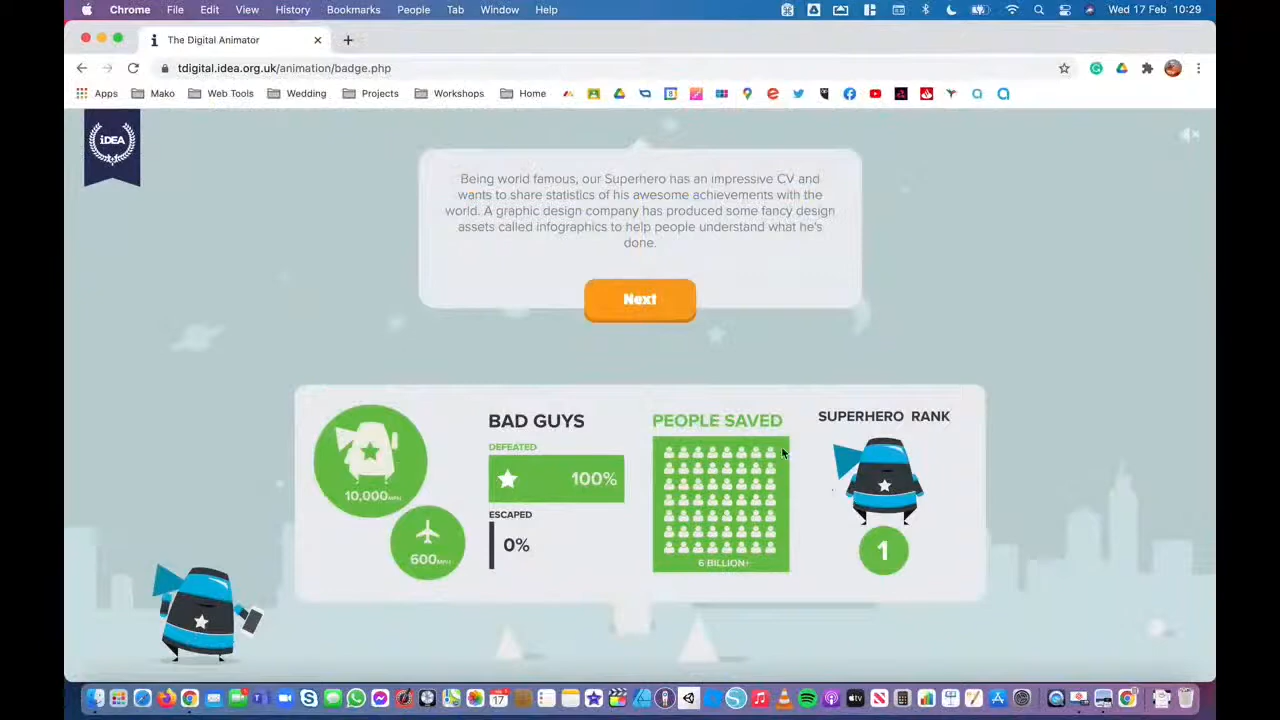 Chrome File Edit View History Bookmarks People Tab Window Help Wed 17 Feb 10:29
The Digital Animator
tdigital.idea.org.uk/animation/badge.php
Apps Mako Web Tools Wedding Projects Workshops Home
iDEA
Being world famous, our Superhero has an impressive CV and
wants to share statistics of his awesome achievements with the
world. A graphic design company has produced some fancy design
assets called infographics to help people understand what he's
done.
Next
10,000MPH
600MPH
BAD GUYS
DEFEATED
100%
ESCAPED
0%
PEOPLE SAVED
6 BILLION+
SUPERHERO RANK
1